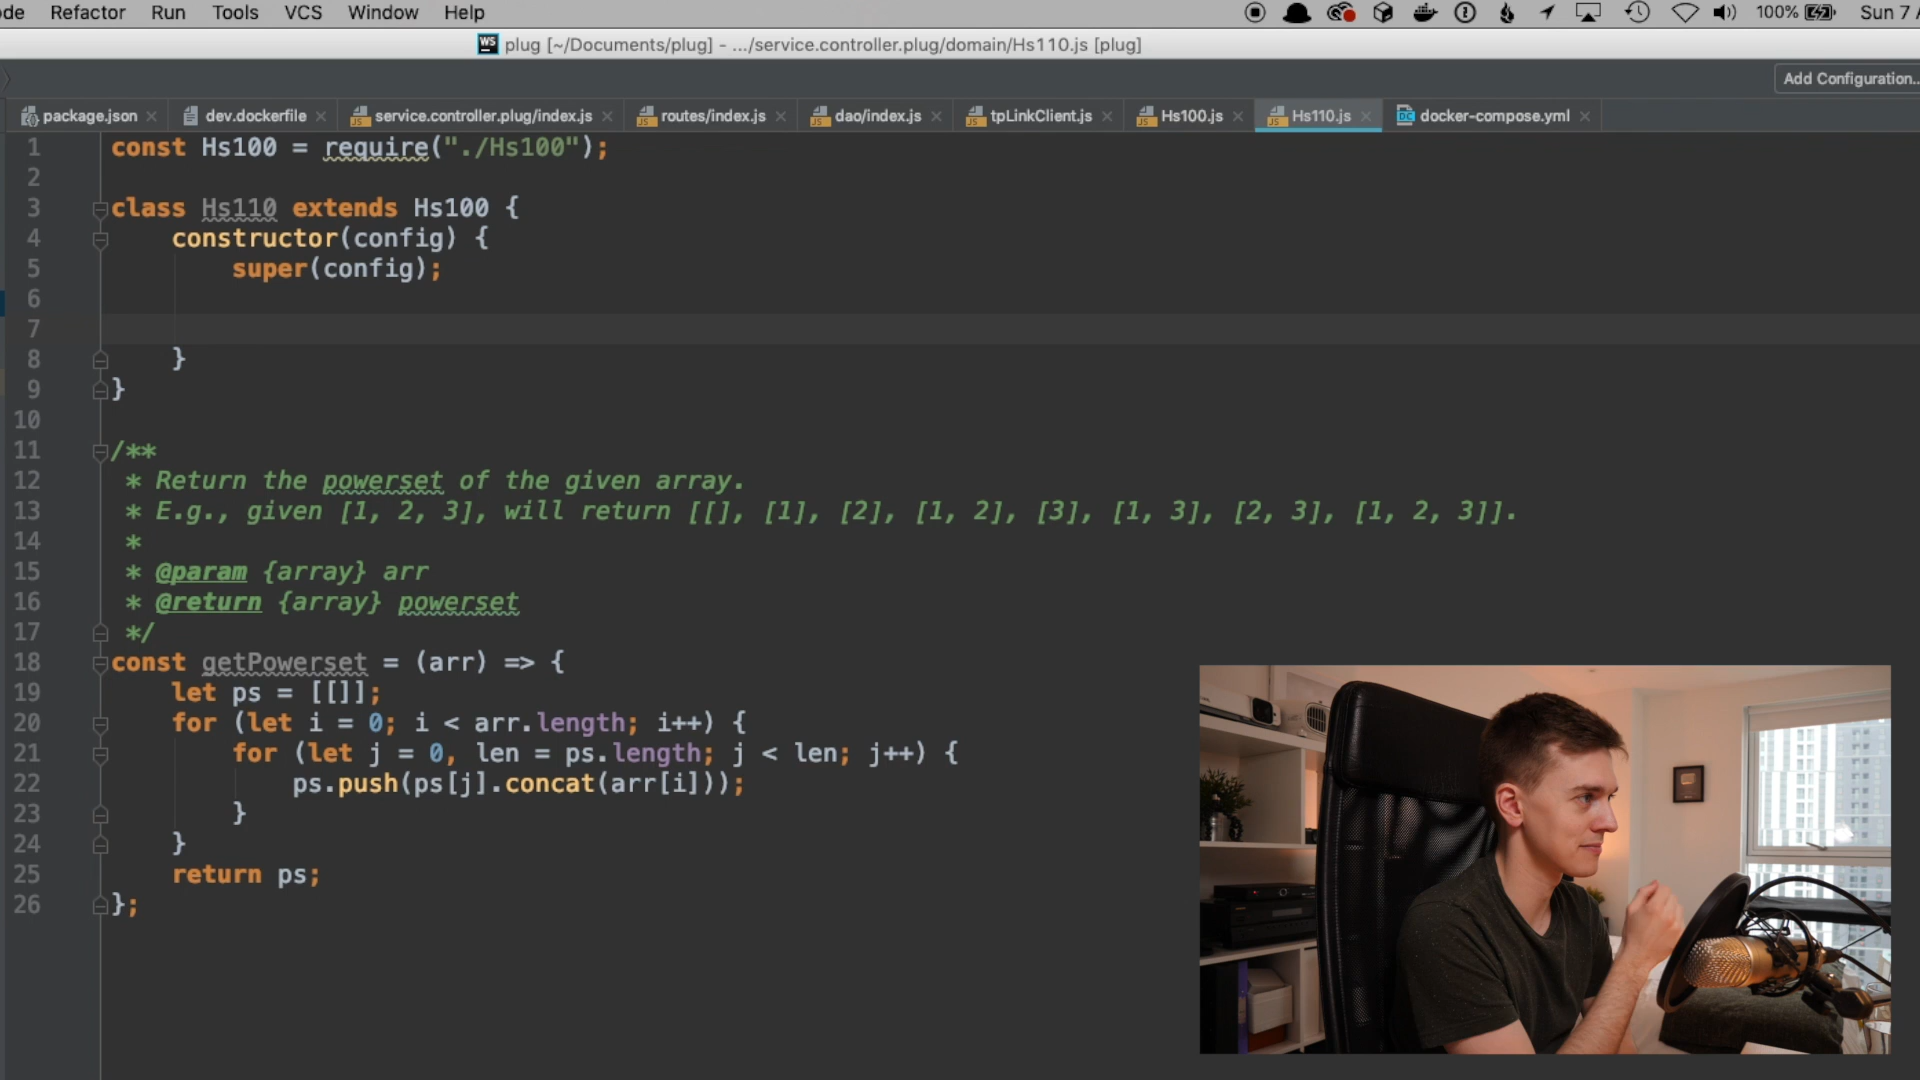 de Refactor Run Tools VCS Window Help 100% Sun 7 A
WS plug [~/Documents/plug] - .../service.controller.plug/domain/Hs110.js [plug]
Add Configuration..
package.json dev.dockerfile service.controller.plug/index.js routes/index.js dao/index.js tpLinkClient.js Hs100.js Hs110.js docker-compose.yml
1 const Hs100 = require("./Hs100");
2
3 class Hs110 extends Hs100 {
4 constructor(config) {
5 super(config);
6
7
8 }
9 }
10
11 /**
12 * Return the powerset of the given array.
13 * E.g., given [1, 2, 3], will return [[], [1], [2], [1, 2], [3], [1, 3], [2, 3], [1, 2, 3]].
14 *
15 * @param {array} arr
16 * @return {array} powerset
17 */
18 const getPowerset = (arr) => {
19 let ps = [[]];
20 for (let i = 0; i < arr.length; i++) {
21 for (let j = 0, len = ps.length; j < len; j++) {
22 ps.push(ps[j].concat(arr[i]));
23 }
24 }
25 return ps;
26 };